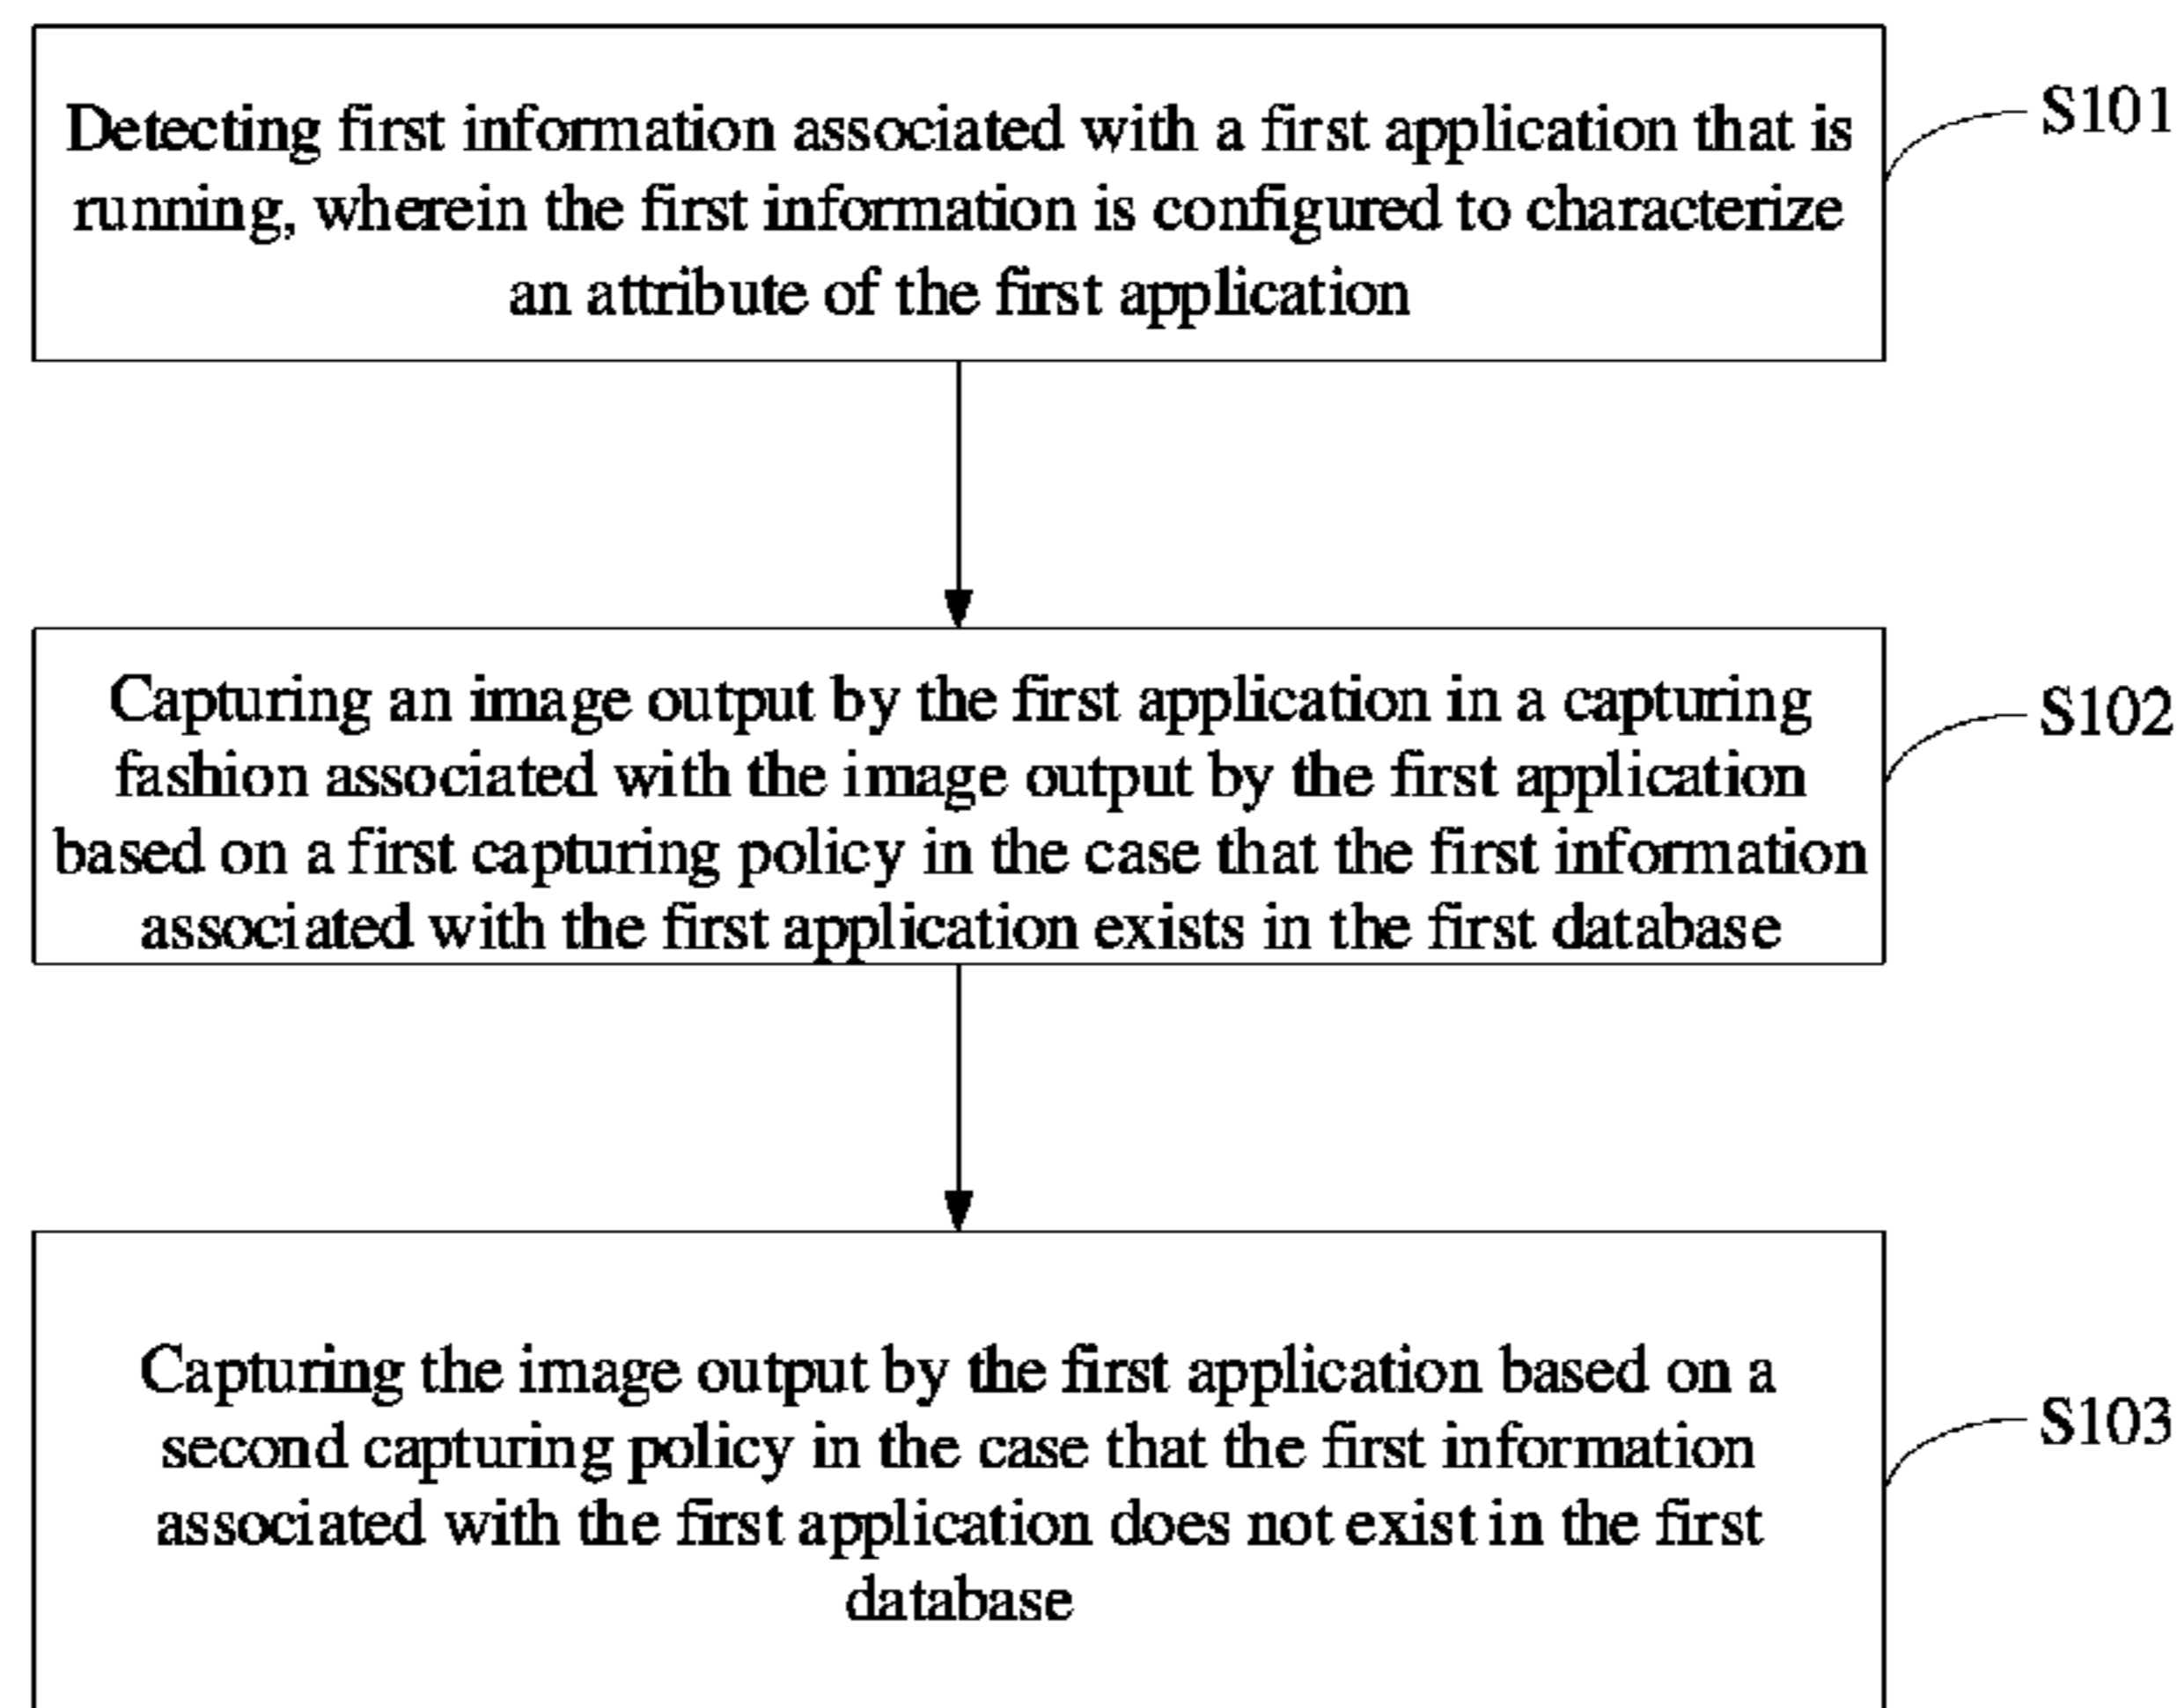 Detecting first information associated with a first application that is
running, wherein the first information is configured to characterize
an attribute of the first application
S101
Capturing an image output by the first application in a capturing
fashion associated with the image output by the first application
based on a first capturing policy in the case that the first information
associated with the first application exists in the first database
S102
Capturing the image output by the first application based on a
second capturing policy in the case that the first information
associated with the first application does not exist in the first
database
S103